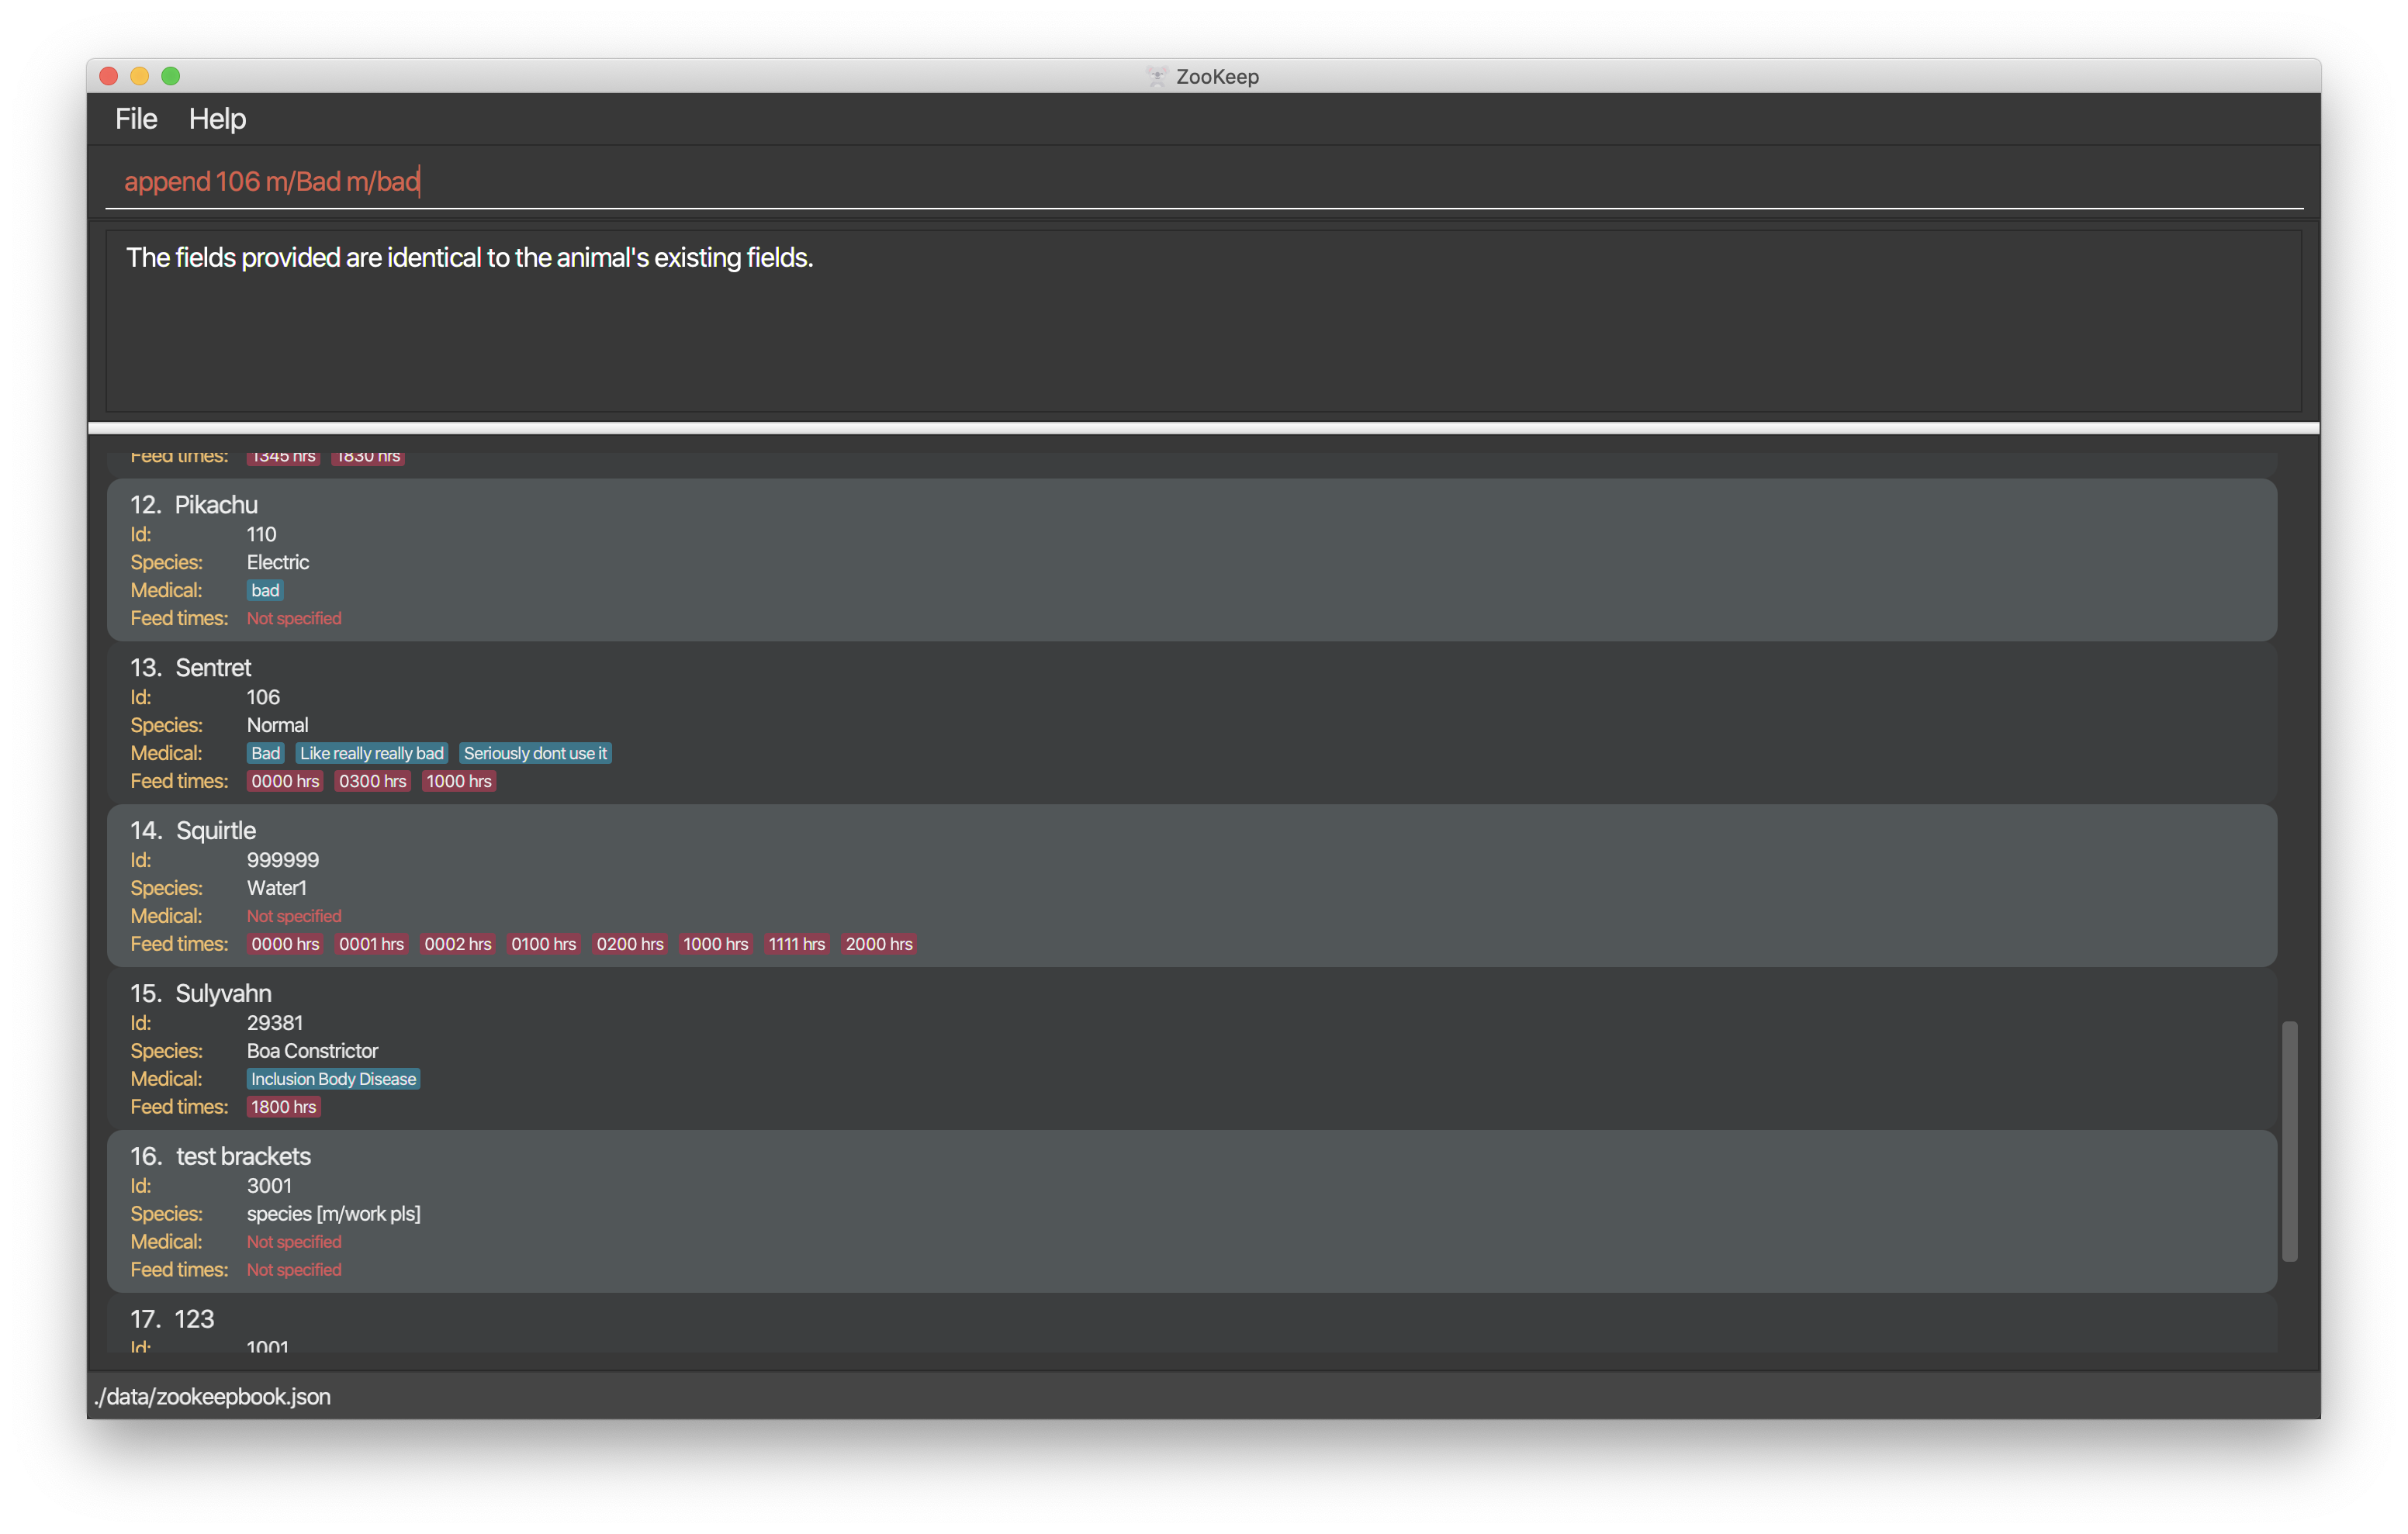 ZooKeep
File Help
append 106 m/Bad m/bad
The fields provided are identical to the animal's existing fields.
Feed times: 1345 hrs 1830 hrs
12. Pikachu
Id: 110
Species: Electric
Medical: bad
Feed times: Not specified
13. Sentret
Id: 106
Species: Normal
Medical: Bad Like really really bad Seriously dont use it
Feed times: 0000 hrs 0300 hrs 1000 hrs
14. Squirtle
Id: 999999
Species: Water1
Medical: Not specified
Feed times: 0000 hrs 0001 hrs 0002 hrs 0100 hrs 0200 hrs 1000 hrs 1111 hrs 2000 hrs
15. Sulyvahn
Id: 29381
Species: Boa Constrictor
Medical: Inclusion Body Disease
Feed times: 1800 hrs
16. test brackets
Id: 3001
Species: species [m/work pls]
Medical: Not specified
Feed times: Not specified
17. 123
Id: 1001
./data/zookeepbook.json